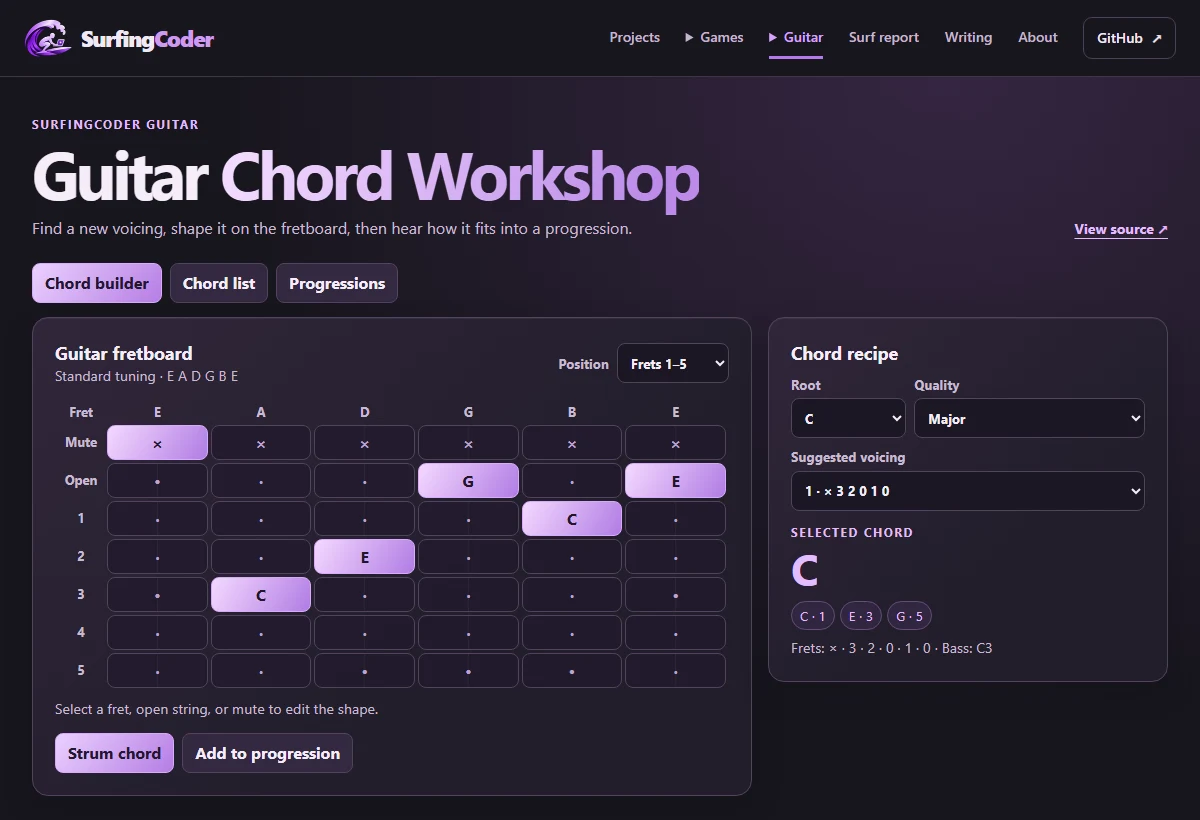 SurfingCoder
Projects ▶ Games ▶ Guitar Surf report Writing About GitHub ↗
SURFINGCODER GUITAR
Guitar Chord Workshop
Find a new voicing, shape it on the fretboard, then hear how it fits into a progression.
View source ↗
Chord builder Chord list Progressions
Guitar fretboard
Standard tuning · E A D G B E
Position Frets 1–5
Fret E A D G B E
Mute × × × × × ×
Open • • • G • E
1 • • • • C •
2 • • E • • •
3 • C • • • •
4 • • • • • •
5 • • • • • •
Select a fret, open string, or mute to edit the shape.
Strum chord Add to progression
Chord recipe
Root Quality
C Major
Suggested voicing
1 · × 3 2 0 1 0
SELECTED CHORD
C
C · 1 E · 3 G · 5
Frets: × · 3 · 2 · 0 · 1 · 0 · Bass: C3